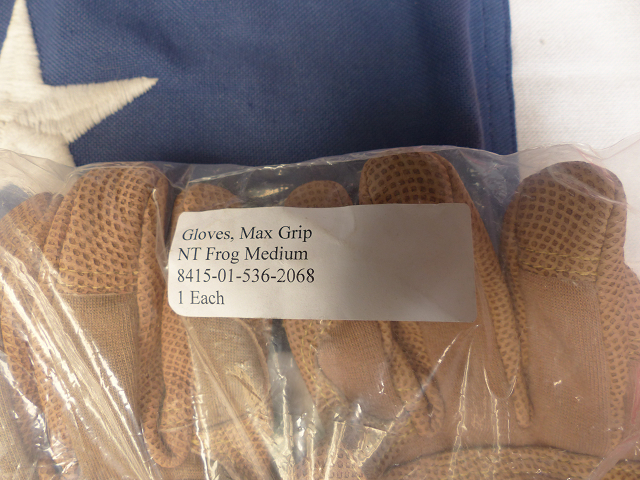 Gloves, Max Grip
NT Frog Medium
8415-01-536-2068
1 Each